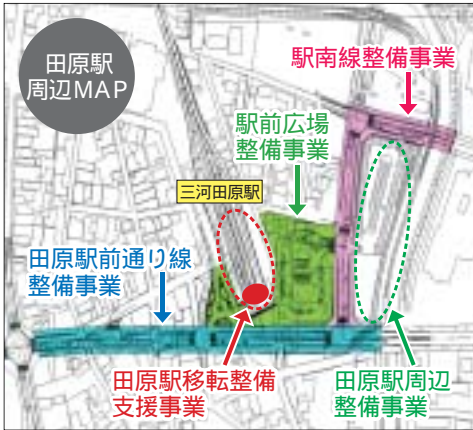 田原駅
周辺MAP
駅南線整備事業
駅前広場
整備事業
三河田原駅
田原駅前通り線
整備事業
田原駅移転整備
支援事業
田原駅周辺
整備事業